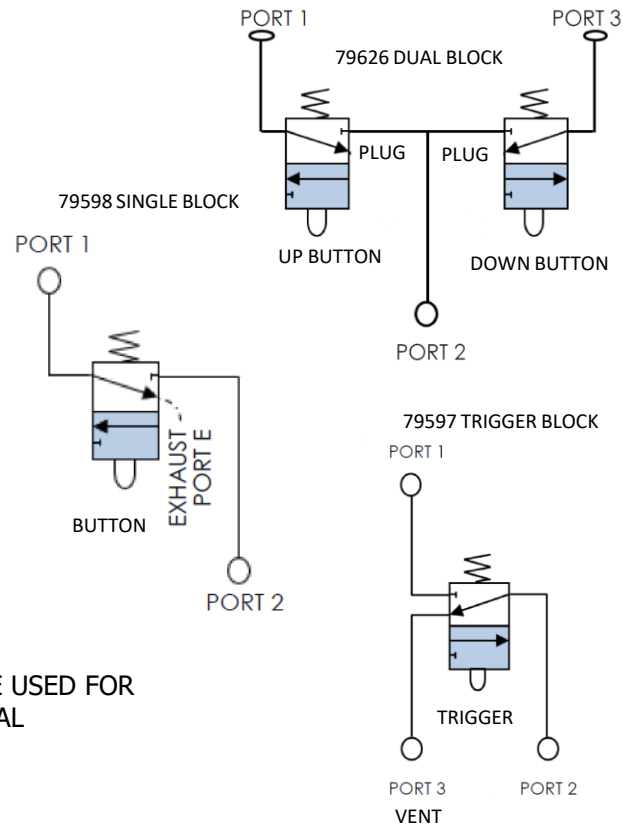 PORT 1
PORT 3
79626 DUAL BLOCK
PLUG
PLUG
UP BUTTON
DOWN BUTTON
PORT 2
79598 SINGLE BLOCK
PORT 1
EXHAUST
PORT E
BUTTON
PORT 2
79597 TRIGGER BLOCK
PORT 1
TRIGGER
PORT 3
VENT
PORT 2
E USED FOR
AL